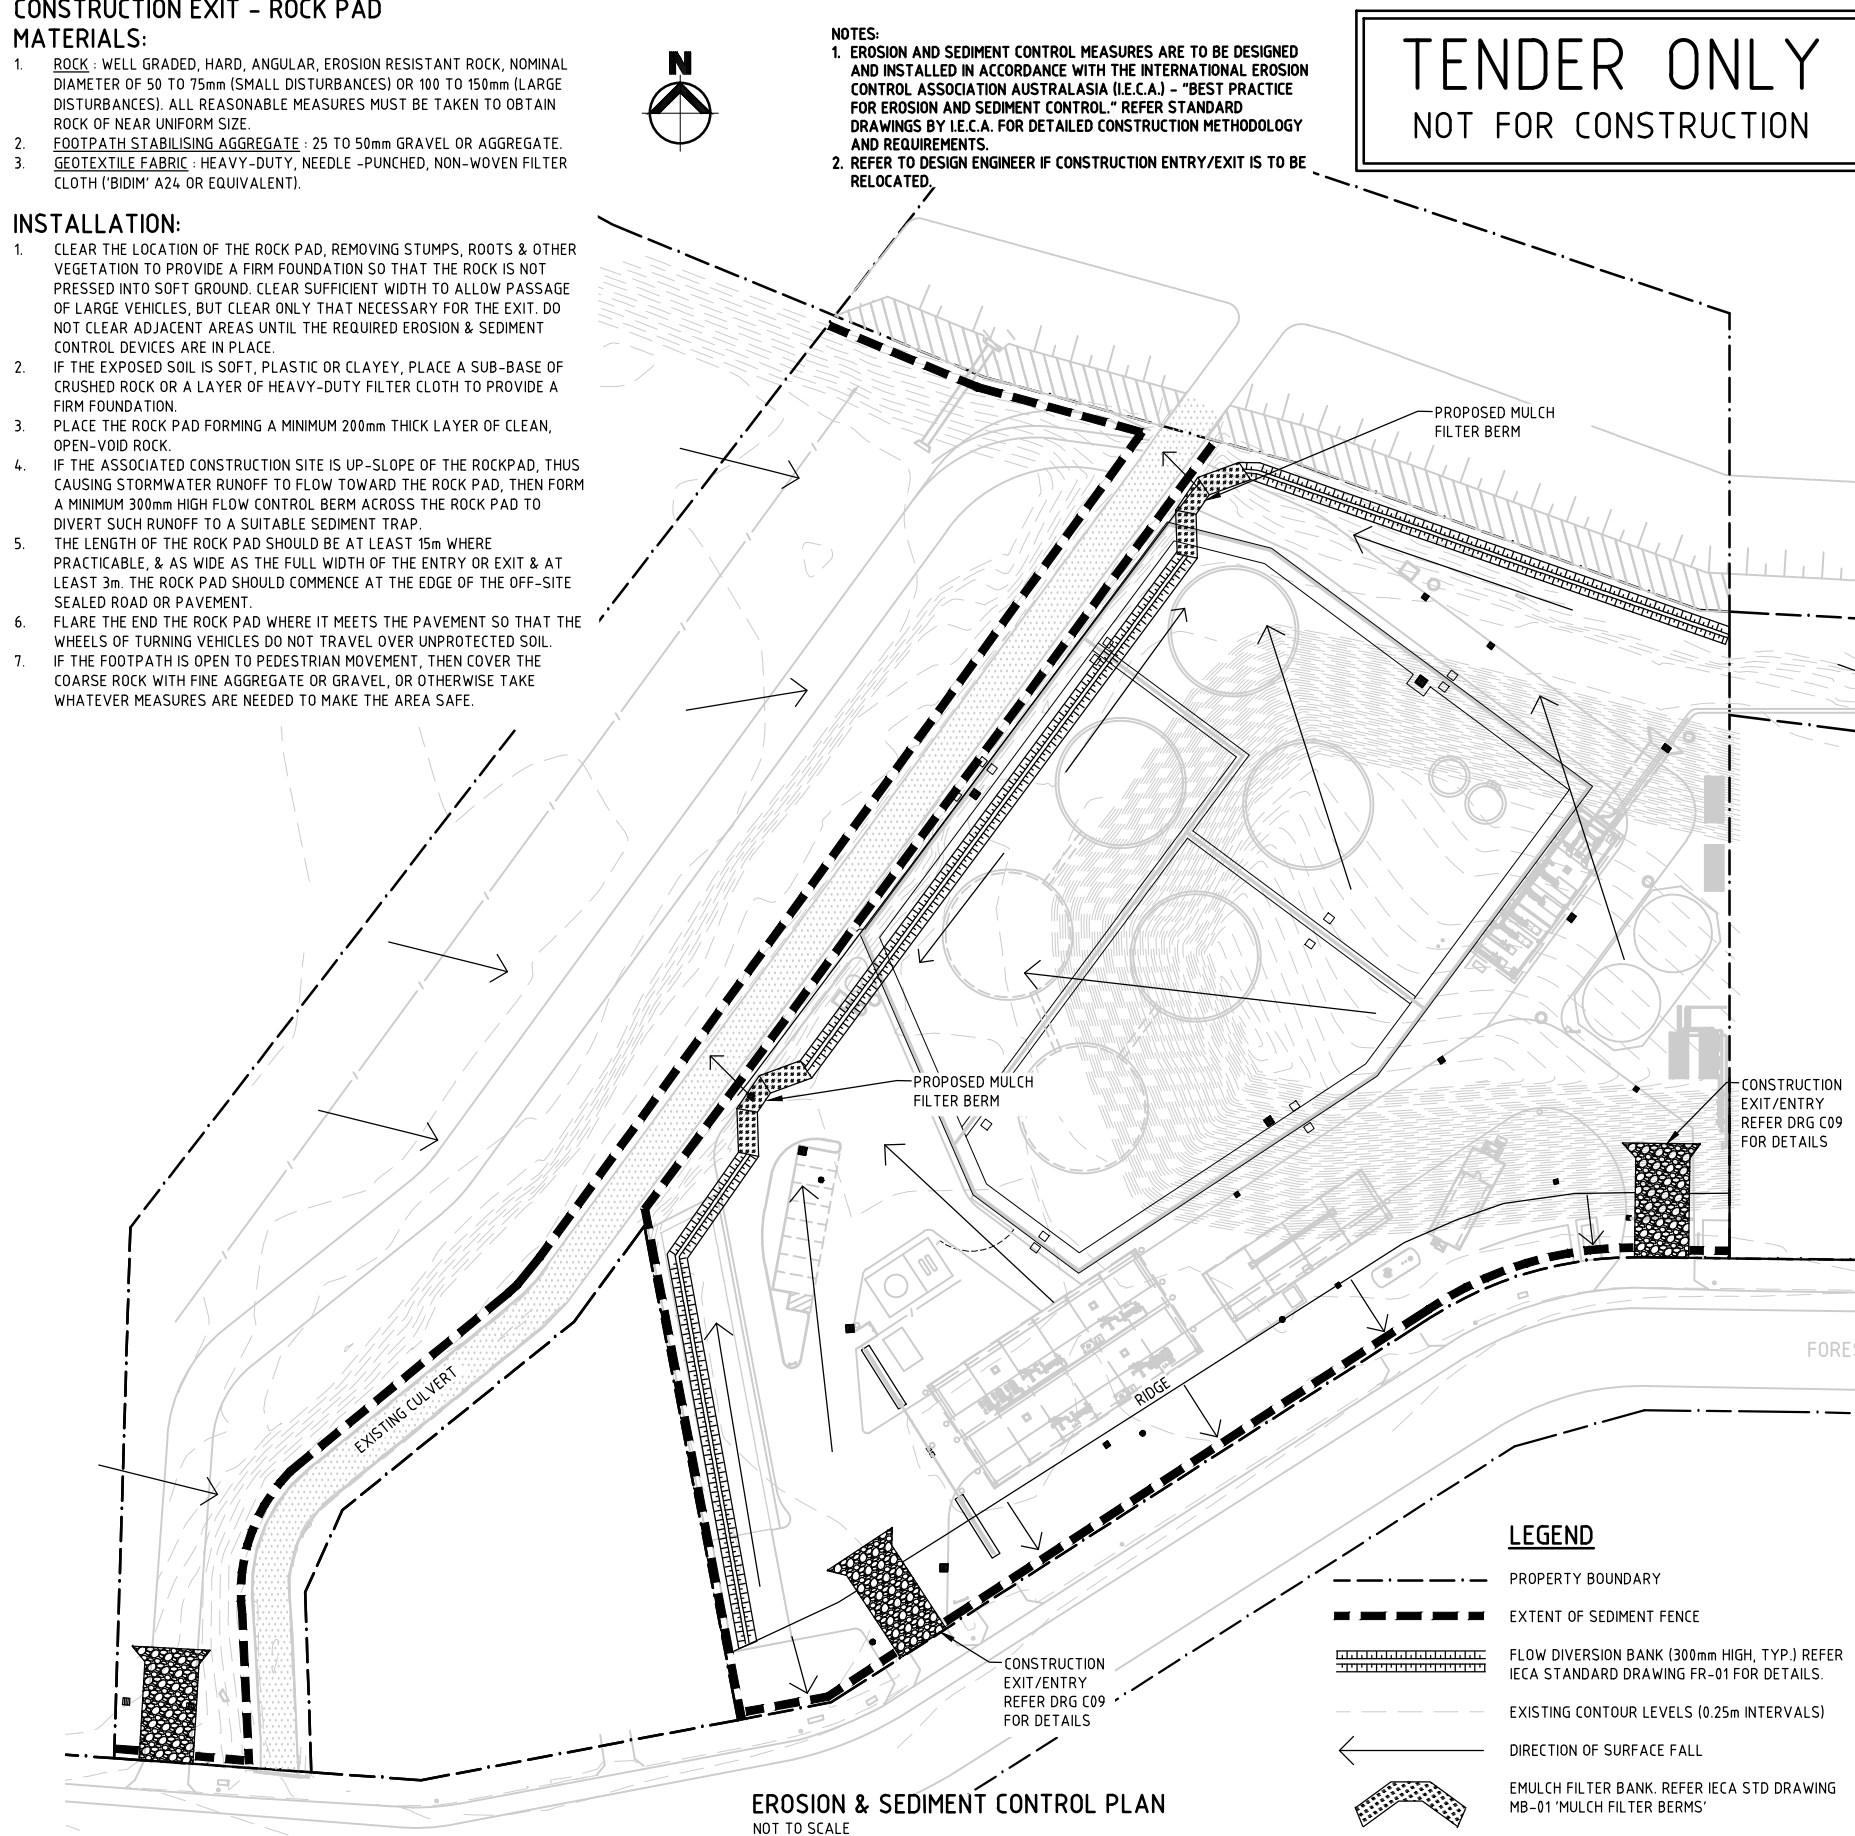 CONSTRUCTION EXIT - ROCK PAD
MATERIALS:
1. ROCK : WELL GRADED, HARD, ANGULAR, EROSION RESISTANT ROCK, NOMINAL
DIAMETER OF 50 TO 75mm (SMALL DISTURBANCES) OR 100 TO 150mm (LARGE
DISTURBANCES). ALL REASONABLE MEASURES MUST BE TAKEN TO OBTAIN
ROCK OF NEAR UNIFORM SIZE.
2. FOOTPATH STABILISING AGGREGATE : 25 TO 50mm GRAVEL OR AGGREGATE.
3. GEOTEXTILE FABRIC : HEAVY-DUTY, NEEDLE -PUNCHED, NON-WOVEN FILTER
CLOTH ('BIDIM' A24 OR EQUIVALENT).
INSTALLATION:
1. CLEAR THE LOCATION OF THE ROCK PAD, REMOVING STUMPS, ROOTS & OTHER
VEGETATION TO PROVIDE A FIRM FOUNDATION SO THAT THE ROCK IS NOT
PRESSED INTO SOFT GROUND. CLEAR SUFFICIENT WIDTH TO ALLOW PASSAGE
OF LARGE VEHICLES, BUT CLEAR ONLY THAT NECESSARY FOR THE EXIT. DO
NOT CLEAR ADJACENT AREAS UNTIL THE REQUIRED EROSION & SEDIMENT
CONTROL DEVICES ARE IN PLACE.
2. IF THE EXPOSED SOIL IS SOFT, PLASTIC OR CLAYEY, PLACE A SUB-BASE OF
CRUSHED ROCK OR A LAYER OF HEAVY-DUTY FILTER CLOTH TO PROVIDE A
FIRM FOUNDATION.
3. PLACE THE ROCK PAD FORMING A MINIMUM 200mm THICK LAYER OF CLEAN,
OPEN-VOID ROCK.
4. IF THE ASSOCIATED CONSTRUCTION SITE IS UP-SLOPE OF THE ROCKPAD, THUS
CAUSING STORMWATER RUNOFF TO FLOW TOWARD THE ROCK PAD, THEN FORM
A MINIMUM 300mm HIGH FLOW CONTROL BERM ACROSS THE ROCK PAD TO
DIVERT SUCH RUNOFF TO A SUITABLE SEDIMENT TRAP.
5. THE LENGTH OF THE ROCK PAD SHOULD BE AT LEAST 15m WHERE
PRACTICABLE, & AS WIDE AS THE FULL WIDTH OF THE ENTRY OR EXIT & AT
LEAST 3m. THE ROCK PAD SHOULD COMMENCE AT THE EDGE OF THE OFF-SITE
SEALED ROAD OR PAVEMENT.
6. FLARE THE END THE ROCK PAD WHERE IT MEETS THE PAVEMENT SO THAT THE
WHEELS OF TURNING VEHICLES DO NOT TRAVEL OVER UNPROTECTED SOIL.
7. IF THE FOOTPATH IS OPEN TO PEDESTRIAN MOVEMENT, THEN COVER THE
COARSE ROCK WITH FINE AGGREGATE OR GRAVEL, OR OTHERWISE TAKE
WHATEVER MEASURES ARE NEEDED TO MAKE THE AREA SAFE.
N
NOTES:
1. EROSION AND SEDIMENT CONTROL MEASURES ARE TO BE DESIGNED
AND INSTALLED IN ACCORDANCE WITH THE INTERNATIONAL EROSION
CONTROL ASSOCIATION AUSTRALASIA (I.E.C.A.) - "BEST PRACTICE
FOR EROSION AND SEDIMENT CONTROL." REFER STANDARD
DRAWINGS BY I.E.C.A. FOR DETAILED CONSTRUCTION METHODOLOGY
AND REQUIREMENTS.
2. REFER TO DESIGN ENGINEER IF CONSTRUCTION ENTRY/EXIT IS TO BE
RELOCATED.
TENDER ONLY
NOT FOR CONSTRUCTION
PROPOSED MULCH
FILTER BERM
PROPOSED MULCH
FILTER BERM
CONSTRUCTION
EXIT/ENTRY
REFER DRG C09
FOR DETAILS
FORES
RIDGE
EXISTING CULVERT
CONSTRUCTION
EXIT/ENTRY
REFER DRG C09
FOR DETAILS
LEGEND
PROPERTY BOUNDARY
EXTENT OF SEDIMENT FENCE
FLOW DIVERSION BANK (300mm HIGH, TYP.) REFER
IECA STANDARD DRAWING FR-01 FOR DETAILS.
EXISTING CONTOUR LEVELS (0.25m INTERVALS)
DIRECTION OF SURFACE FALL
EMULCH FILTER BANK. REFER IECA STD DRAWING
MB-01 'MULCH FILTER BERMS'
EROSION & SEDIMENT CONTROL PLAN
NOT TO SCALE